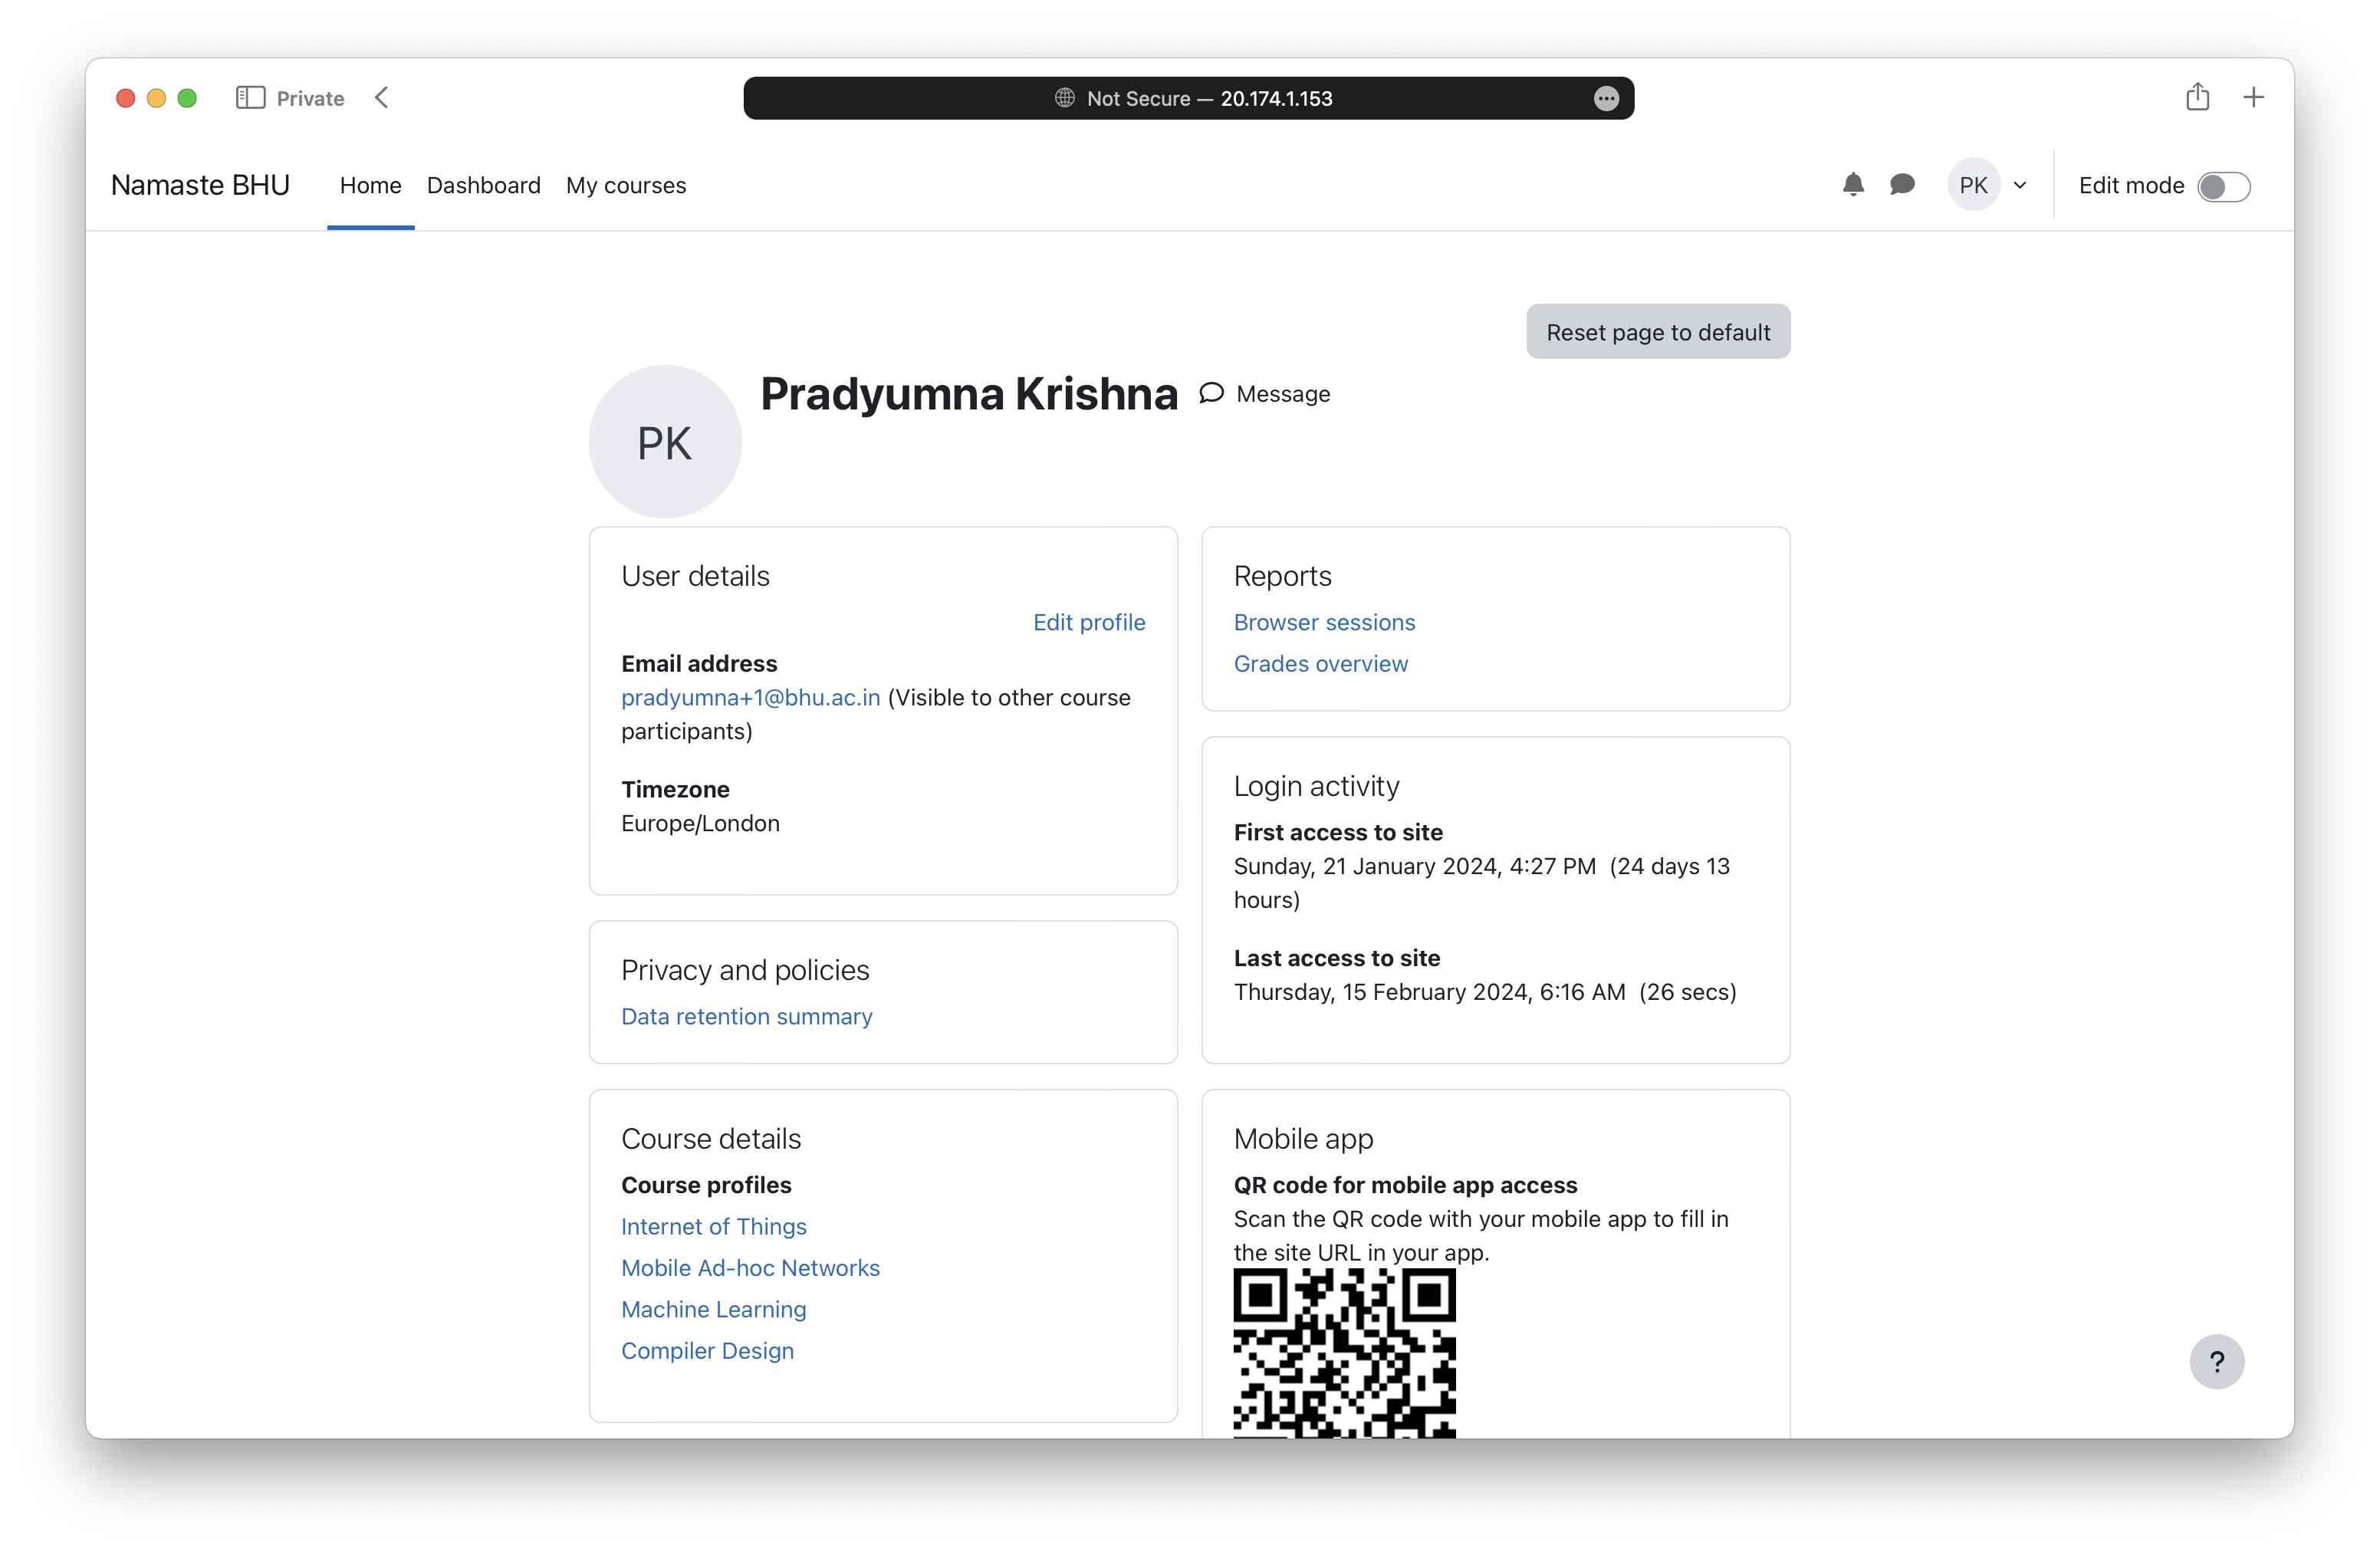 Private
Not Secure — 20.174.1.153
Namaste BHU
Home
Dashboard
My courses
PK
Edit mode
Reset page to default
PK
Pradyumna Krishna
Message
User details
Edit profile
Email address
pradyumna+1@bhu.ac.in (Visible to other course
participants)
Timezone
Europe/London
Privacy and policies
Data retention summary
Course details
Course profiles
Internet of Things
Mobile Ad-hoc Networks
Machine Learning
Compiler Design
Reports
Browser sessions
Grades overview
Login activity
First access to site
Sunday, 21 January 2024, 4:27 PM (24 days 13
hours)
Last access to site
Thursday, 15 February 2024, 6:16 AM (26 secs)
Mobile app
QR code for mobile app access
Scan the QR code with your mobile app to fill in
the site URL in your app.
?